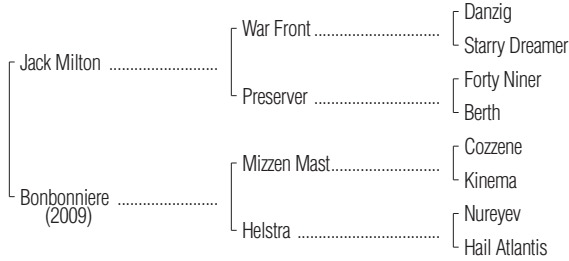 Jack Milton ..........................
War Front ..............................
Danzig
Starry Dreamer
Preserver ..............................
Forty Niner
Berth
Bonbonniere ........................
(2009)
Mizzen Mast..........................
Cozzene
Kinema
Helstra ..................................
Nureyev
Hail Atlantis